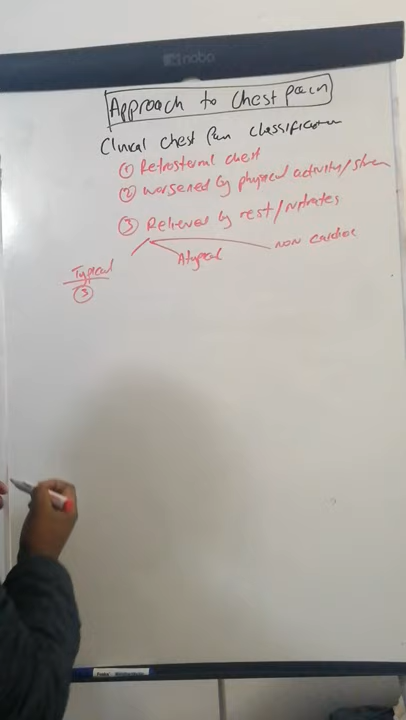 nobo
Approach to Chest pain
Clinical chest Pain classification
① Retrosternal chest
② worsened by physical activity/stress
③ Relieved by rest/nitrates
Typical Atypical non cardiac
③